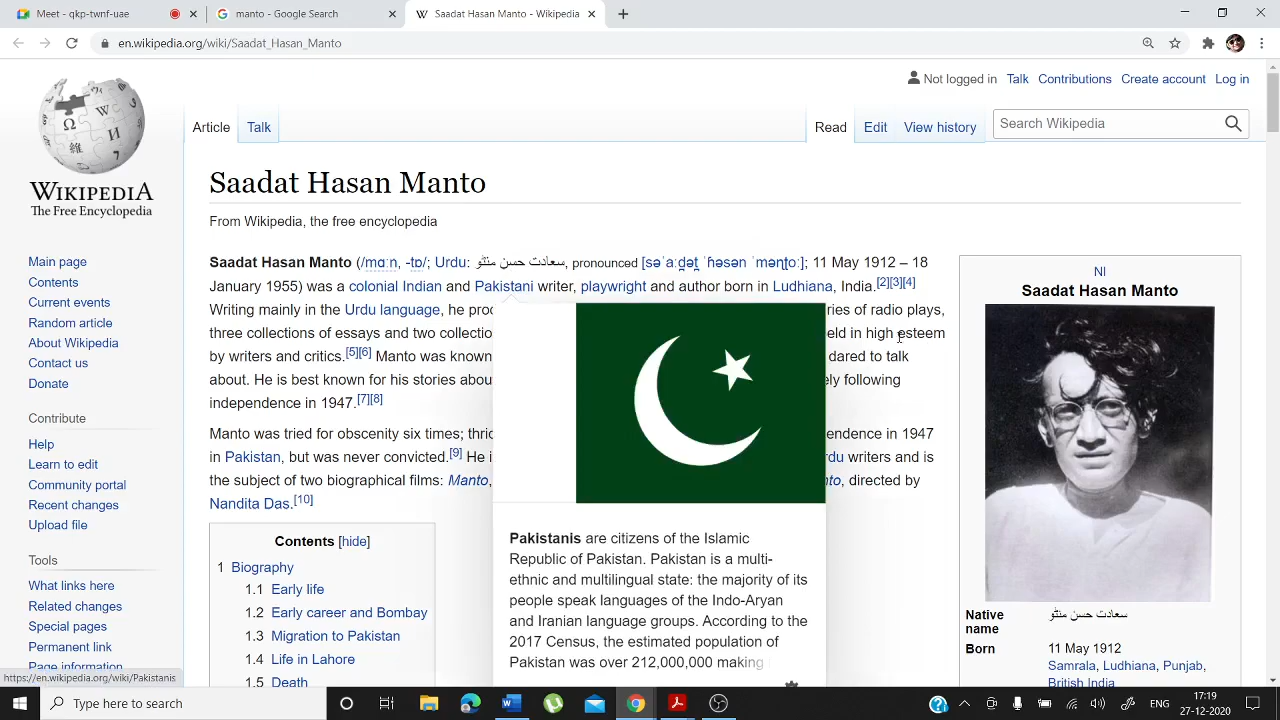 Meet - qkp-twnf-uae
manto - Google Search
Saadat Hasan Manto - Wikipedia
en.wikipedia.org/wiki/Saadat_Hasan_Manto
Not logged in Talk Contributions Create account Log in
Article Talk
Read Edit View history
Search Wikipedia
WIKIPEDIA
The Free Encyclopedia
Main page
Contents
Current events
Random article
About Wikipedia
Contact us
Donate
Contribute
Help
Learn to edit
Community portal
Recent changes
Upload file
Tools
What links here
Related changes
Special pages
Permanent link
Page information
https://en.wikipedia.org/wiki/Pakistanis
Saadat Hasan Manto
From Wikipedia, the free encyclopedia
Saadat Hasan Manto (/mɑːn, -tɒ/; Urdu: سعادت حسن منٹو, pronounced [səˈaːd̪ət̪ ˈɦəsən ˈməɳʈoː]; 11 May 1912 – 18
January 1955) was a colonial Indian and Pakistani writer, playwright and author born in Ludhiana, India.[2][3][4]
Writing mainly in the Urdu language, he proc ries of radio plays,
three collections of essays and two collectio eld in high esteem
by writers and critics.[5][6] Manto was known dared to talk
about. He is best known for his stories abou ely following
independence in 1947.[7][8]
Manto was tried for obscenity six times; thric endence in 1947
in Pakistan, but was never convicted.[9] He i rdu writers and is
the subject of two biographical films: Manto, to, directed by
Nandita Das.[10]
Contents [hide]
1 Biography
1.1 Early life
1.2 Early career and Bombay
1.3 Migration to Pakistan
1.4 Life in Lahore
1.5 Death
Pakistanis are citizens of the Islamic
Republic of Pakistan. Pakistan is a multi-
ethnic and multilingual state: the majority of its
people speak languages of the Indo-Aryan
and Iranian language groups. According to the
2017 Census, the estimated population of
Pakistan was over 212,000,000 making
NI
Saadat Hasan Manto
Native سعادت حسن منٹو
name
Born 11 May 1912
Samrala, Ludhiana, Punjab,
British India
Type here to search
ENG
17:19
27-12-2020